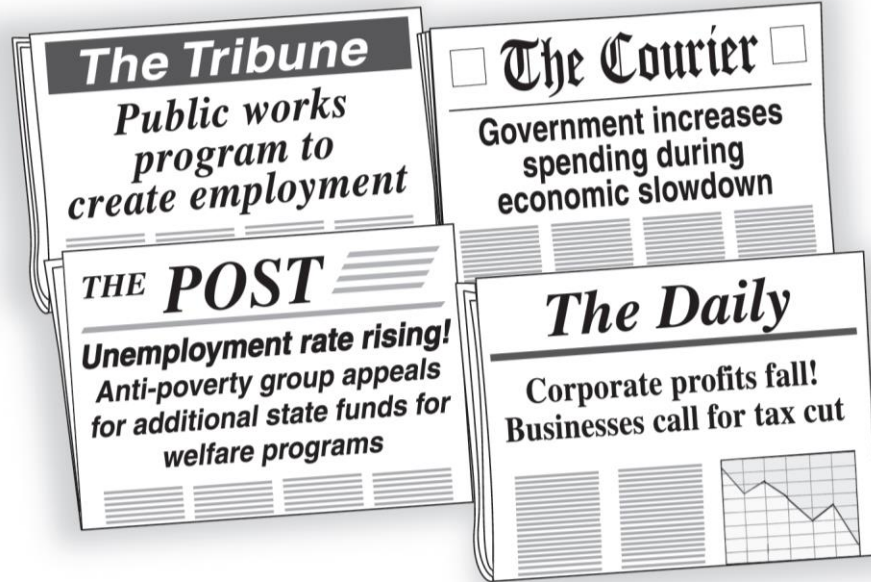 The Tribune
Public works
program to
create employment
The Courier
Government increases
spending during
economic slowdown
THE POST
Unemployment rate rising!
Anti-poverty group appeals
for additional state funds for
welfare programs
The Daily
Corporate profits fall!
Businesses call for tax cut